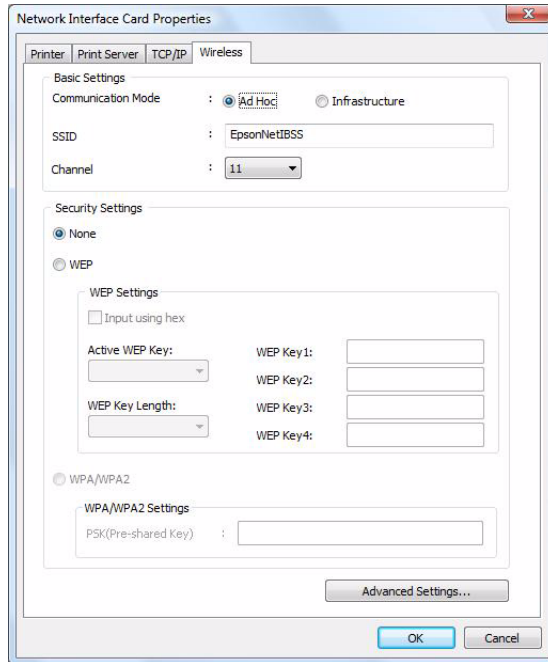 Network Interface Card Properties
Printer Print Server TCP/IP Wireless
Basic Settings
Communication Mode : Ad Hoc Infrastructure
SSID : EpsonNetIBSS
Channel : 11
Security Settings
None
WEP
WEP Settings
Input using hex
Active WEP Key: WEP Key1:
WEP Key2:
WEP Key Length: WEP Key3:
WEP Key4:
WPA/WPA2
WPA/WPA2 Settings
PSK(Pre-shared Key) :
Advanced Settings...
OK Cancel